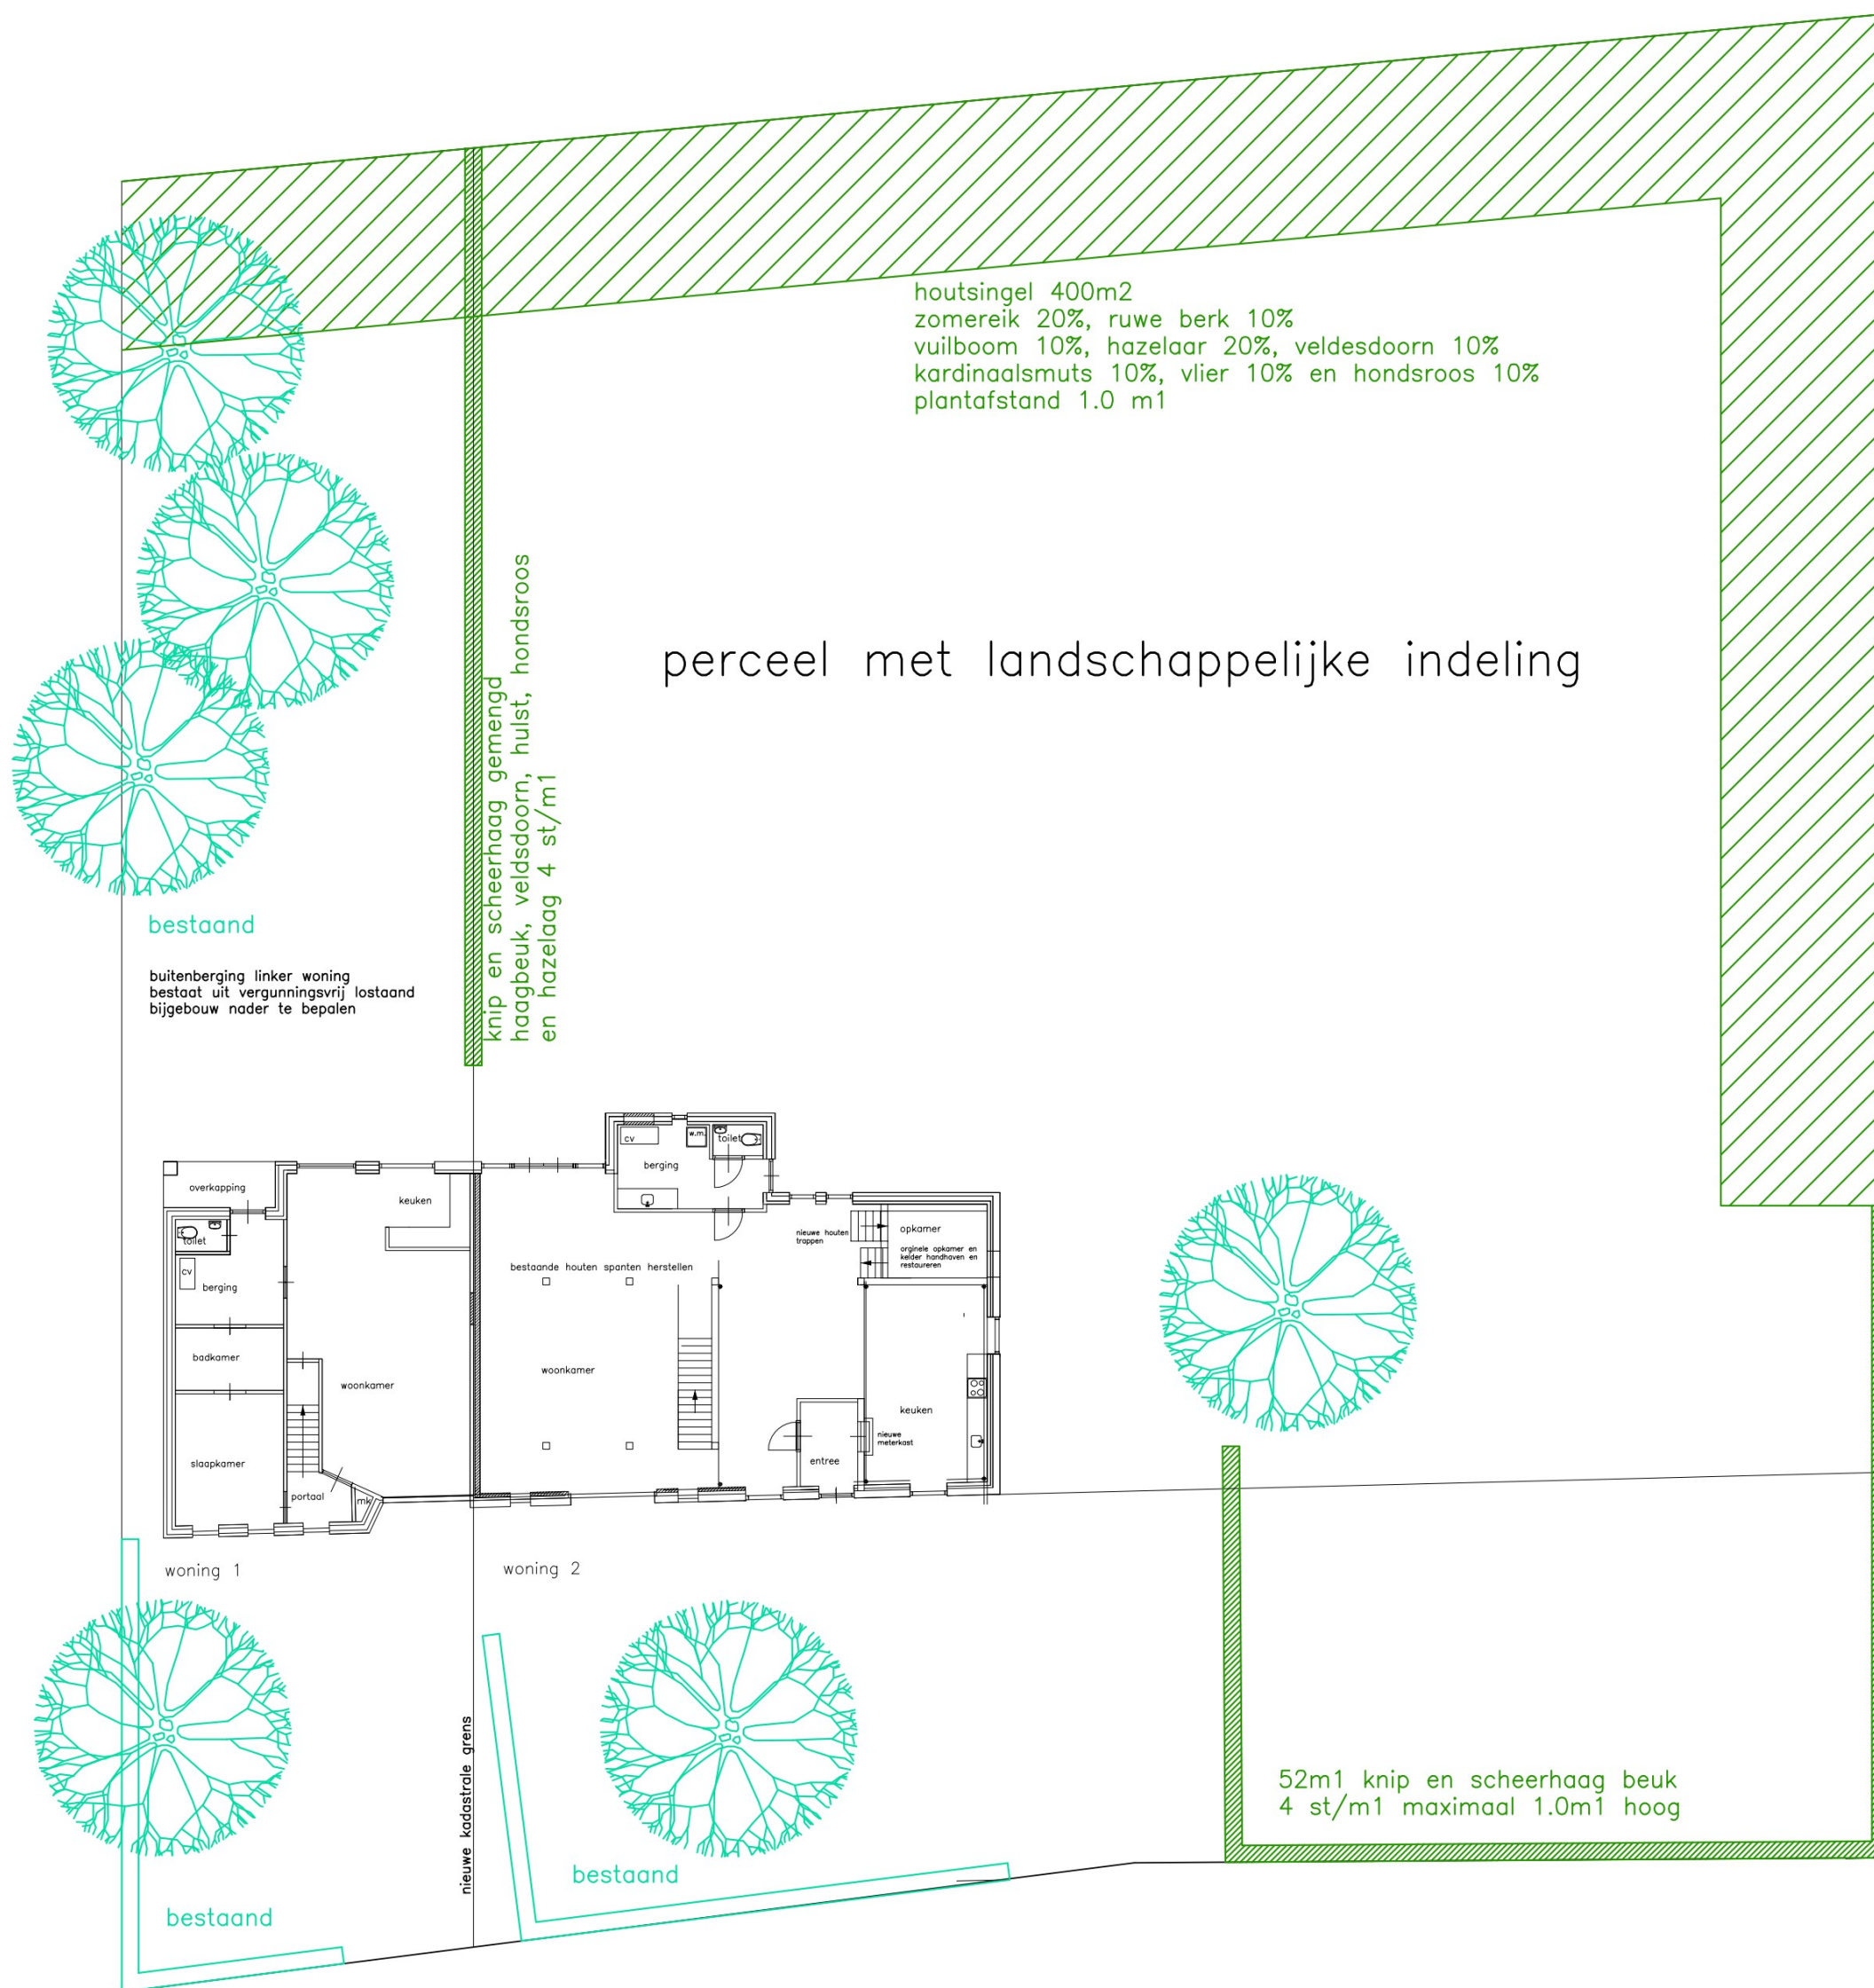 houtsingel 400m2
zomereik 20%, ruwe berk 10%
vuilboom 10%, hazelaar 20%, veldesdoorn 10%
kardinaalsmuts 10%, vlier 10% en hondsroos 10%
plantafstand 1.0 m1
knip en scheerhaag gemengd
haagbeuk, veldsdoorn, hulst, hondsroos
en hazelaag 4 st/m1
perceel met landschappelijke indeling
bestaand
buitenberging linker woning
bestaat uit vergunningsvrij lostaand
bijgebouw nader te bepalen
cv
w.m.
toilet
berging
overkapping
keuken
toilet
cv
berging
badkamer
slaapkamer
woonkamer
portaal
mk
bestaande houten spanten herstellen
woonkamer
nieuwe houten
trappen
opkamer
orginele opkamer en
kelder handhaven en
restaureren
keuken
nieuwe
meterkast
entree
woning 1
woning 2
nieuwe kadastrale grens
bestaand
bestaand
52m1 knip en scheerhaag beuk
4 st/m1 maximaal 1.0m1 hoog